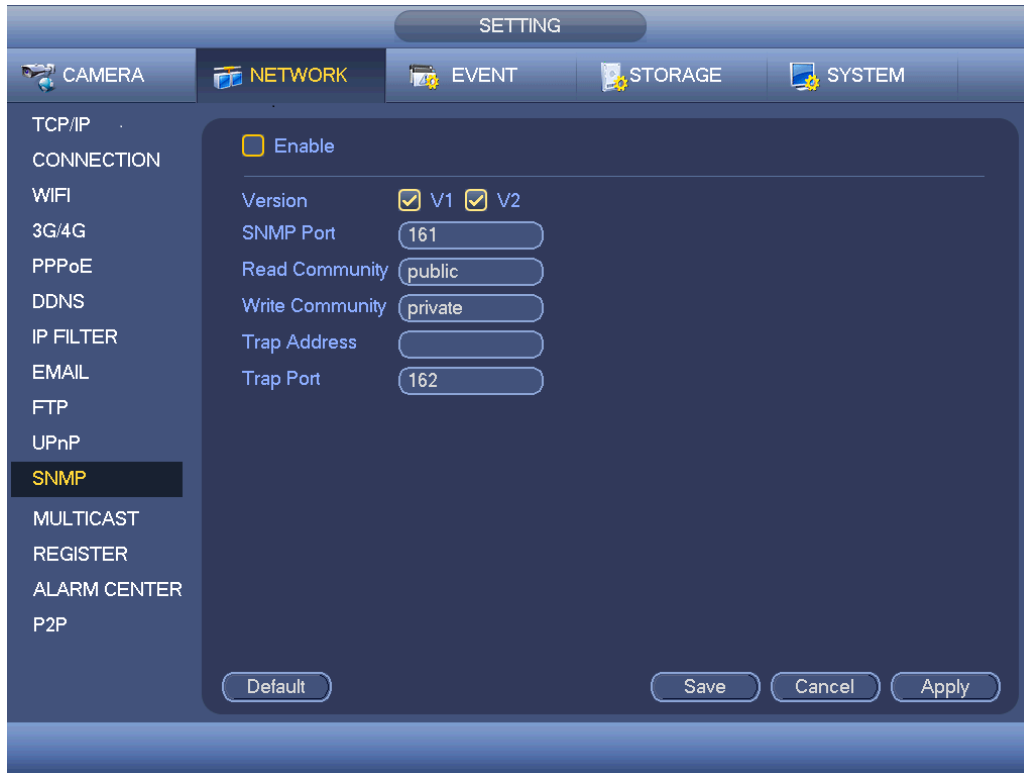 SETTING
CAMERA NETWORK EVENT STORAGE SYSTEM
TCP/IP
CONNECTION
WIFI
3G/4G
PPPoE
DDNS
IP FILTER
EMAIL
FTP
UPnP
SNMP
MULTICAST
REGISTER
ALARM CENTER
P2P
Enable
Version V1 V2
SNMP Port 161
Read Community public
Write Community private
Trap Address
Trap Port 162
Default Save Cancel Apply